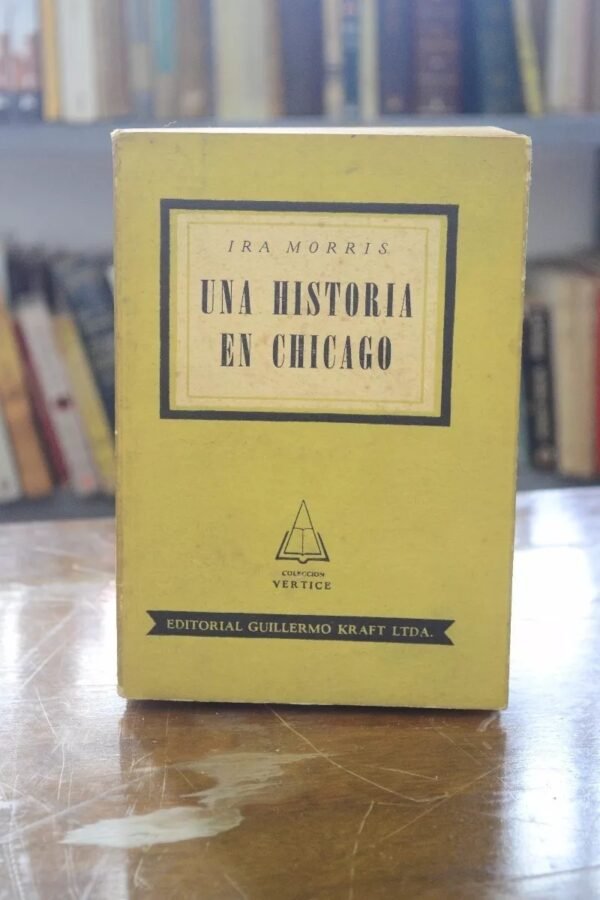 IRA MORRIS
UNA HISTORIA
EN CHICAGO
COLECCION
VERTICE
EDITORIAL GUILLERMO KRAFT LTDA.